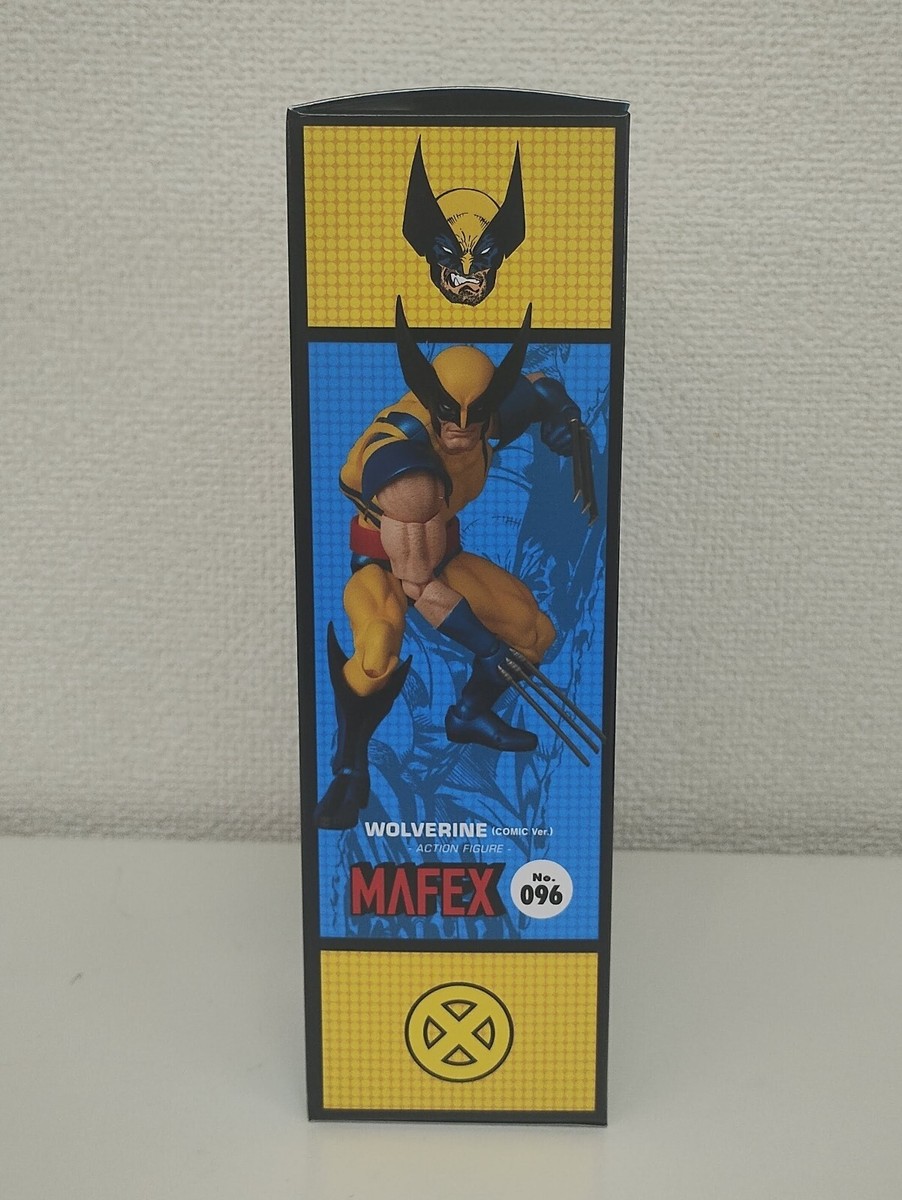 WOLVERINE (COMIC Ver.)
- ACTION FIGURE -
MAFEX No. 096